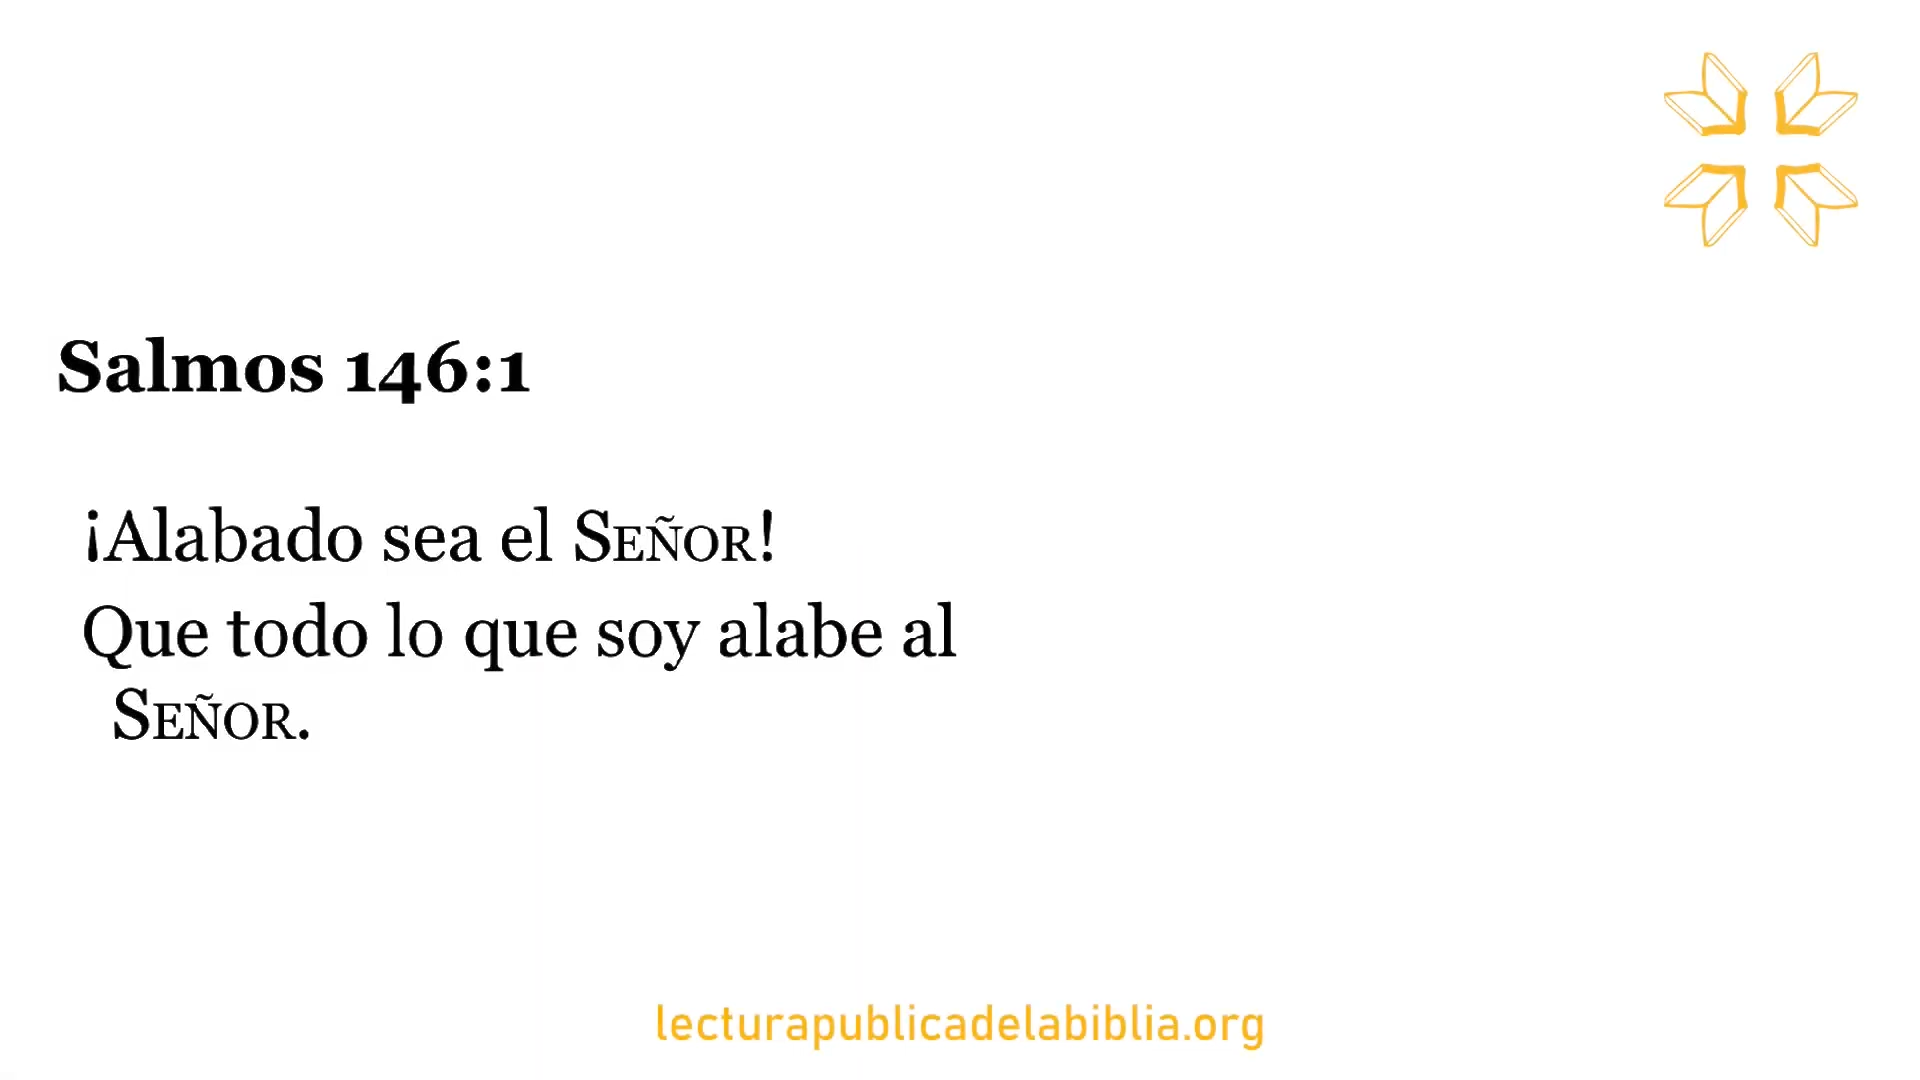 Salmos 146:1
¡Alabado sea el SEÑOR!
Que todo lo que soy alabe al
SEÑOR.
lecturapublicadelabiblia.org